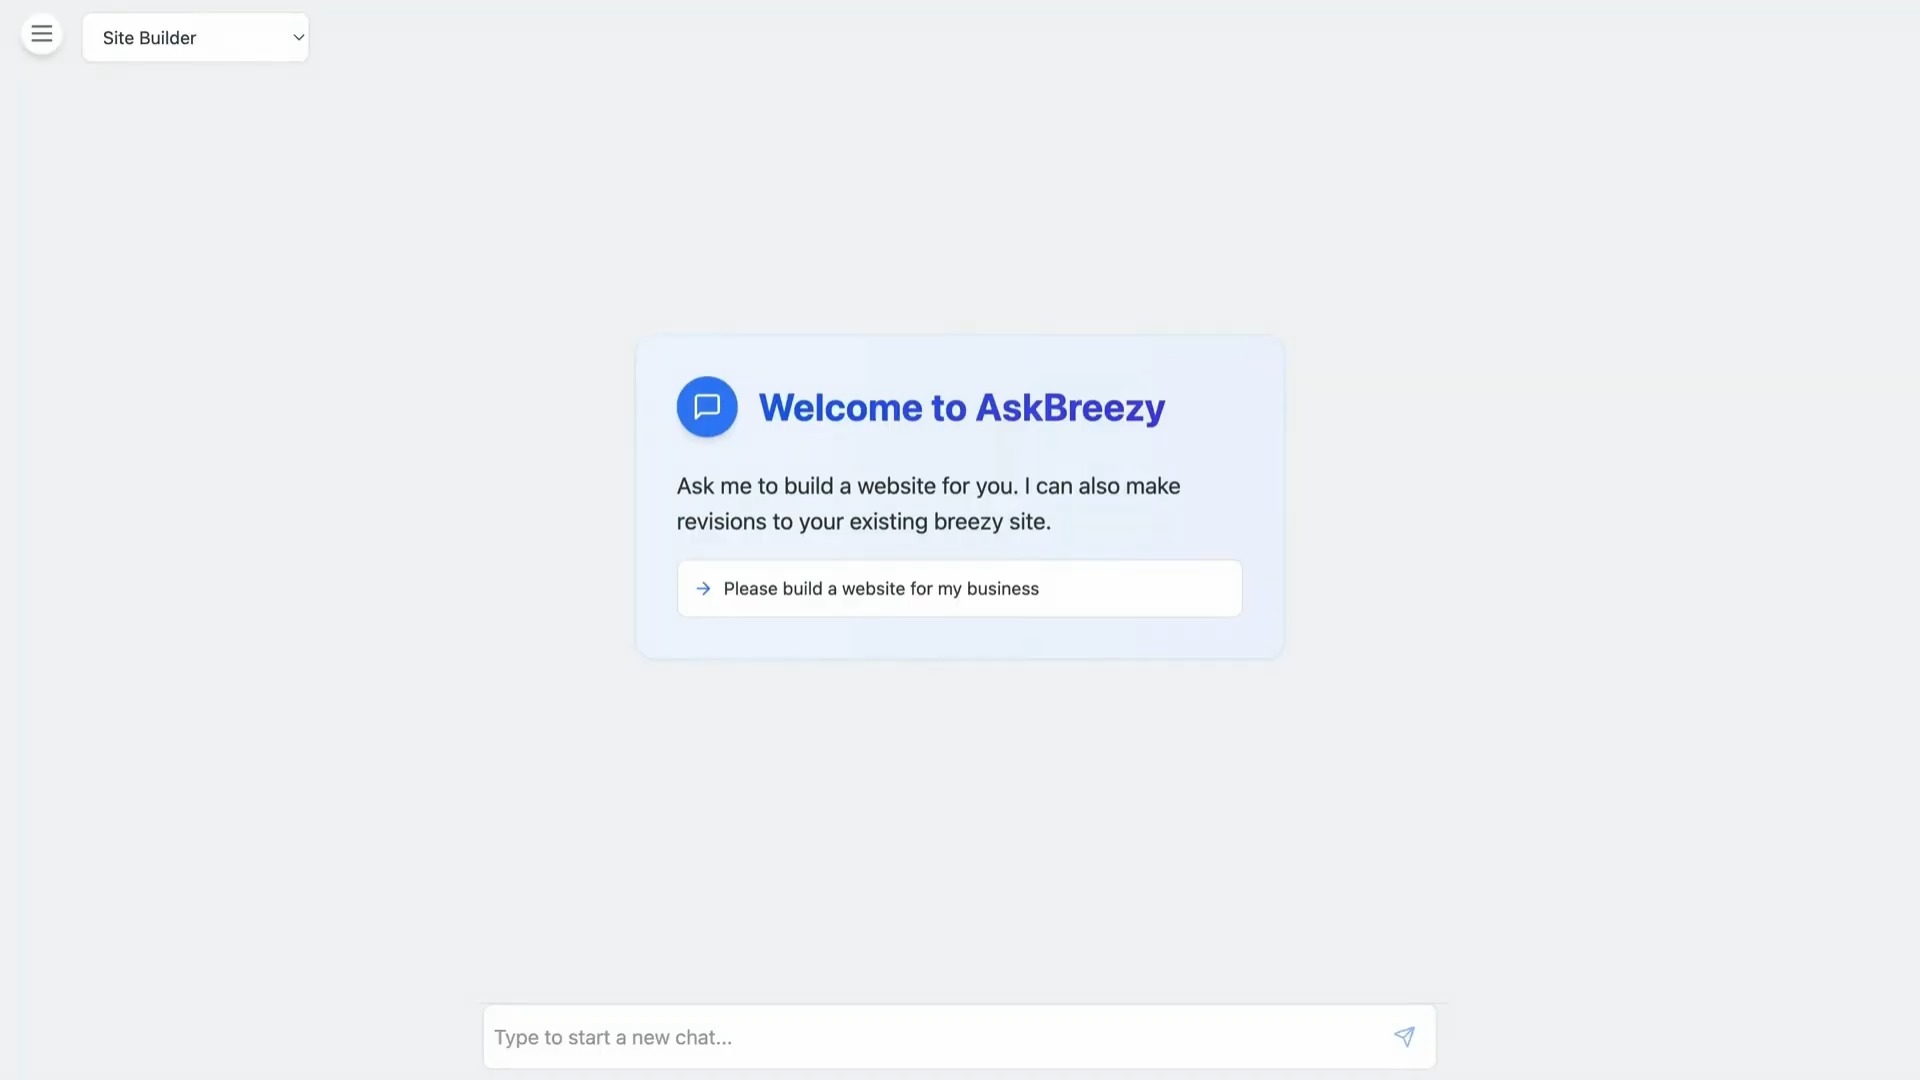 Site Builder
Welcome to AskBreezy
Ask me to build a website for you. I can also make
revisions to your existing breezy site.
Please build a website for my business
Type to start a new chat...